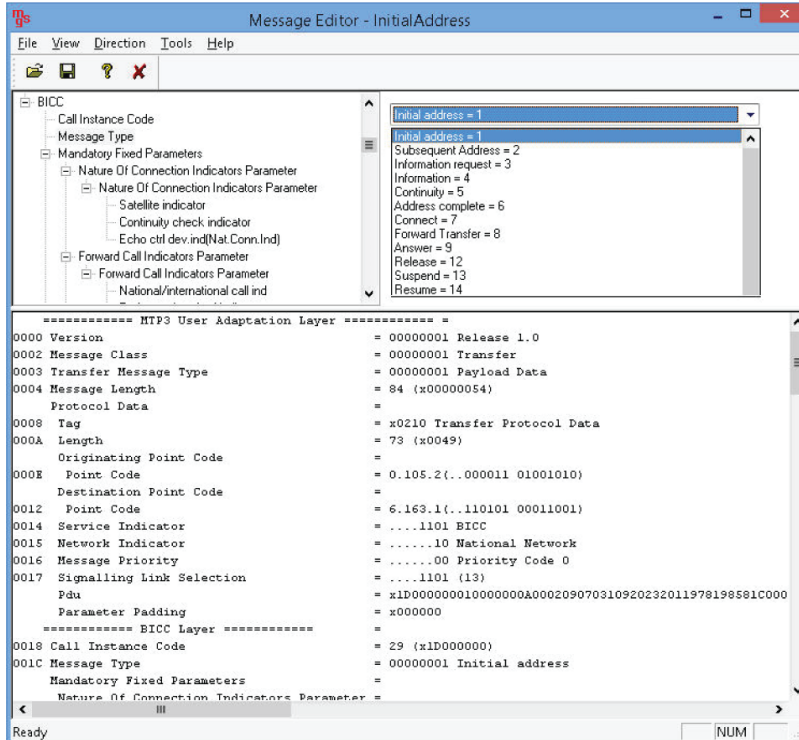 mgs
Message Editor - InitialAddress
File View Direction Tools Help
BICC
Call Instance Code
Message Type
Mandatory Fixed Parameters
Nature Of Connection Indicators Parameter
Nature Of Connection Indicators Parameter
Satellite indicator
Continuity check indicator
Echo ctrl dev.ind(Nat.Conn.Ind)
Forward Call Indicators Parameter
Forward Call Indicators Parameter
National/international call ind
Initial address = 1
Initial address = 1
Subsequent Address = 2
Information request = 3
Information = 4
Continuity = 5
Address complete = 6
Connect = 7
Forward Transfer = 8
Answer = 9
Release = 12
Suspend = 13
Resume = 14
============ MTP3 User Adaptation Layer ============ =
0000 Version = 00000001 Release 1.0
0002 Message Class = 00000001 Transfer
0003 Transfer Message Type = 00000001 Payload Data
0004 Message Length = 84 (x00000054)
Protocol Data =
0008 Tag = x0210 Transfer Protocol Data
000A Length = 73 (x0049)
Originating Point Code =
000E Point Code = 0.105.2(..000011 01001010)
Destination Point Code =
0012 Point Code = 6.163.1(..110101 00011001)
0014 Service Indicator = ....1101 BICC
0015 Network Indicator = ......10 National Network
0016 Message Priority = ......00 Priority Code 0
0017 Signalling Link Selection = ....1101 (13)
Pdu = x1D000000010000000A00020907031092023201197819858​1C000
Parameter Padding = x000000
============ BICC Layer ============ =
0018 Call Instance Code = 29 (x1D000000)
001C Message Type = 00000001 Initial address
Mandatory Fixed Parameters =
Nature Of Connection Indicators Parameter =
Ready NUM